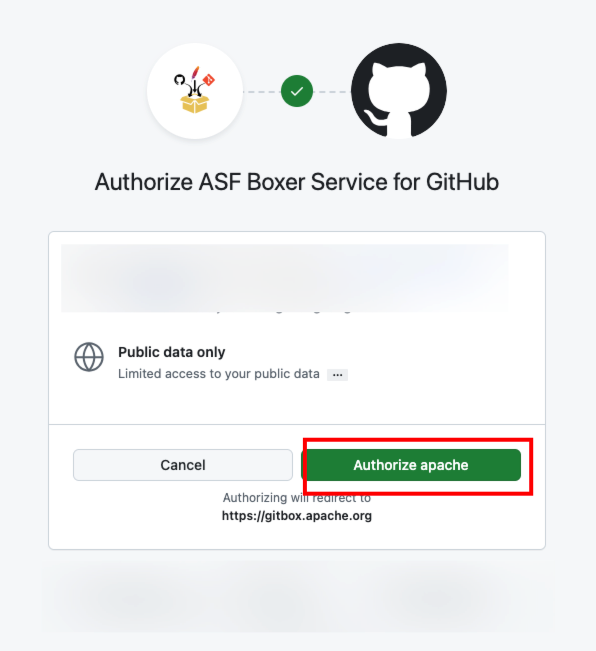 Authorize ASF Boxer Service for GitHub
Public data only
Limited access to your public data ...
Cancel
Authorize apache
Authorizing will redirect to
https://gitbox.apache.org